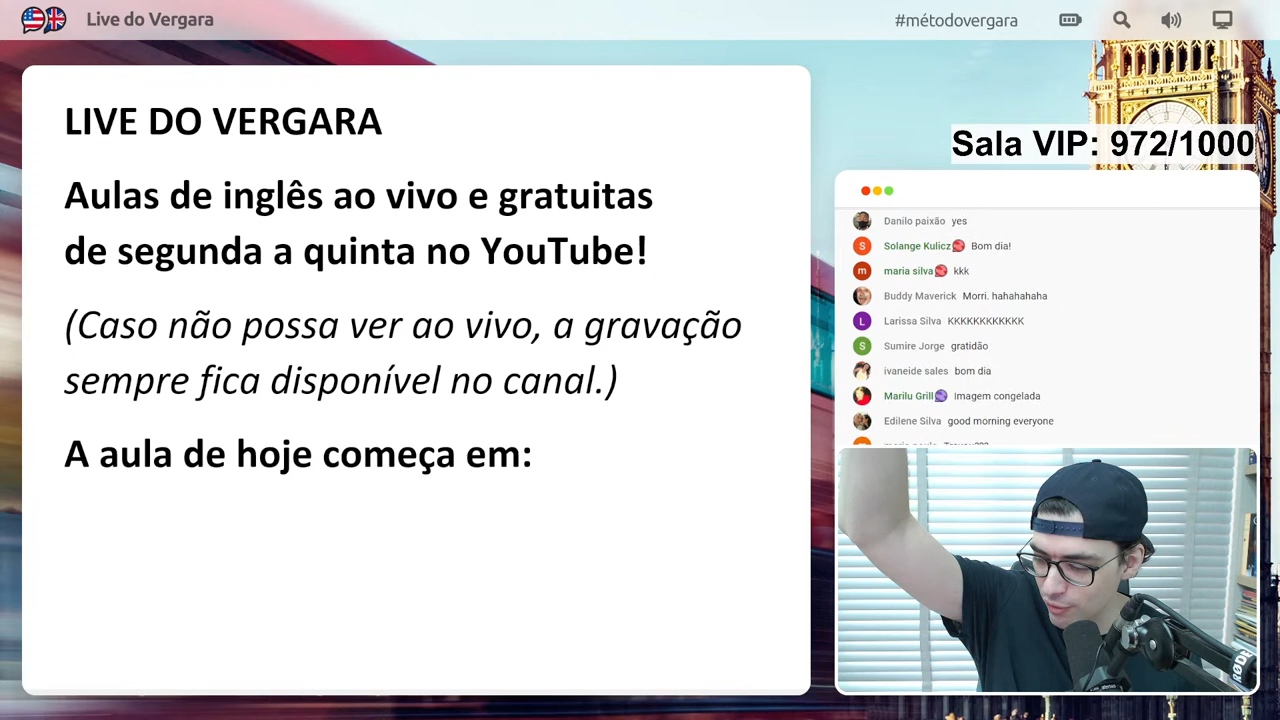 Live do Vergara
#métodovergara
LIVE DO VERGARA
Aulas de inglês ao vivo e gratuitas
de segunda a quinta no YouTube!
(Caso não possa ver ao vivo, a gravação
sempre fica disponível no canal.)
A aula de hoje começa em:
Sala VIP: 972/1000
Danilo paixão yes
S Solange Kulicz Bom dia!
m maria silva kkk
Buddy Maverick Morri. hahahahaha
L Larissa Silva KKKKKKKKKKKK
S Sumire Jorge gratidão
ivaneide sales bom dia
Marilu Grill Imagem congelada
Edilene Silva good morning everyone
RØDE